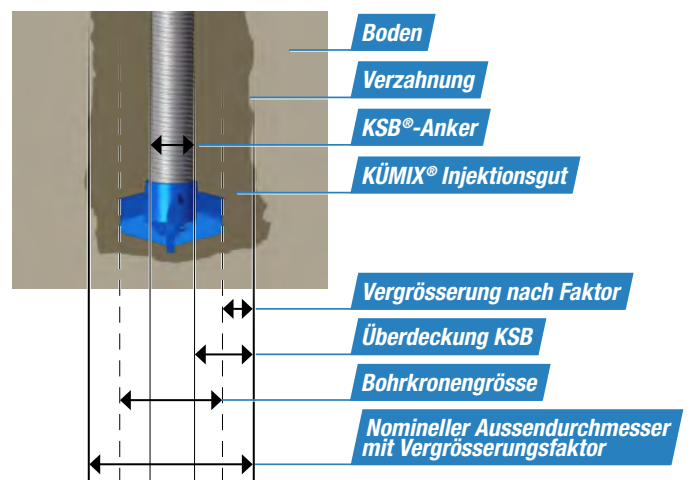 Boden
Verzahnung
KSB®-Anker
KÜMIX® Injektionsgut
Vergrösserung nach Faktor
Überdeckung KSB
Bohrkronengrösse
Nomineller Aussendurchmesser
mit Vergrösserungsfaktor